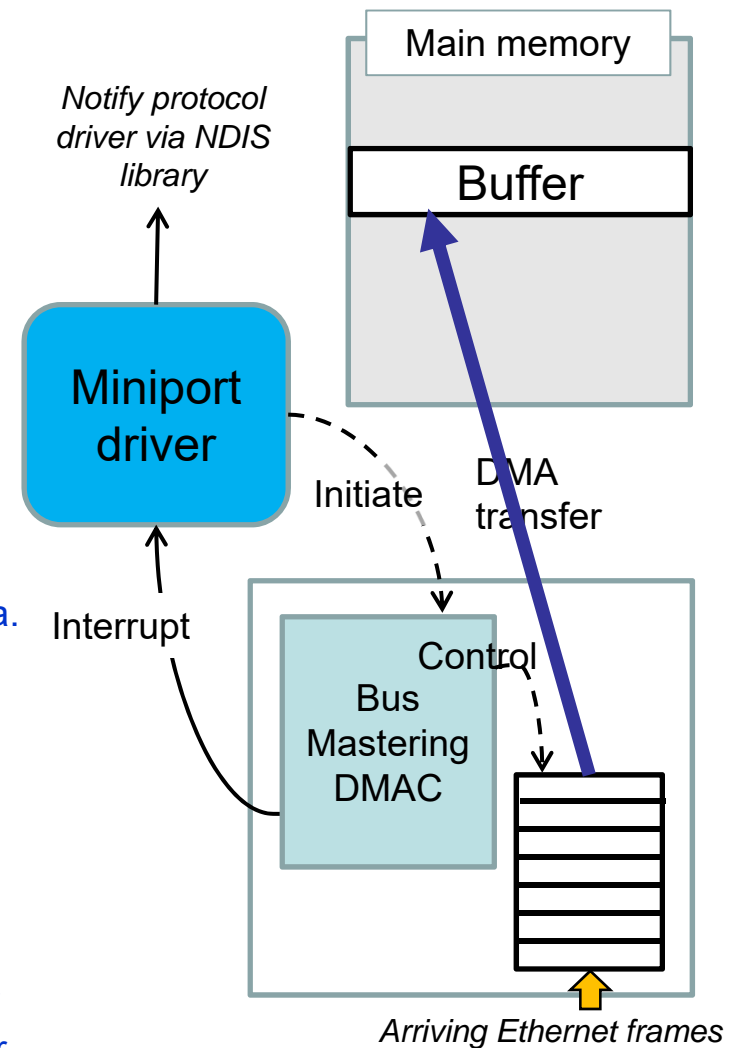 Main memory
Notify protocol
driver via NDIS
library
Buffer
Miniport
driver
Initiate
DMA
transfer
a.
Interrupt
Control
Bus
Mastering
DMAC
Arriving Ethernet frames